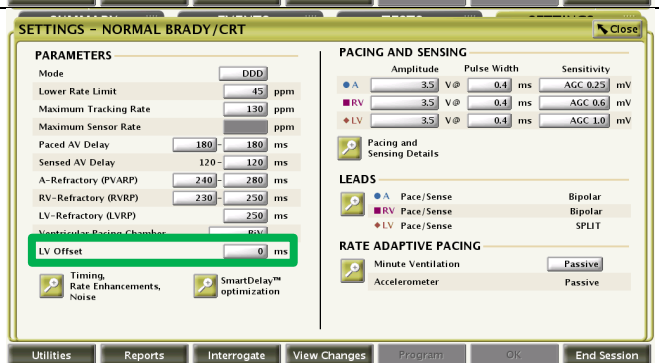 SETTINGS – NORMAL BRADY/CRT
Close
PARAMETERS
Mode DDD
Lower Rate Limit 45 ppm
Maximum Tracking Rate 130 ppm
Maximum Sensor Rate ppm
Paced AV Delay 180 - 180 ms
Sensed AV Delay 120 - 120 ms
A-Refractory (PVARP) 240 - 280 ms
RV-Refractory (RVRP) 230 - 250 ms
LV-Refractory (LVRP) 250 ms
Ventricular Pacing Chamber BiV
LV Offset 0 ms
Timing,
Rate Enhancements,
Noise
SmartDelay™
optimization
PACING AND SENSING
Amplitude Pulse Width Sensitivity
A 3.5 V@ 0.4 ms AGC 0.25 mV
RV 3.5 V@ 0.4 ms AGC 0.6 mV
LV 3.5 V@ 0.4 ms AGC 1.0 mV
Pacing and
Sensing Details
LEADS
A Pace/Sense Bipolar
RV Pace/Sense Bipolar
LV Pace/Sense SPLIT
RATE ADAPTIVE PACING
Minute Ventilation Passive
Accelerometer Passive
Utilities Reports Interrogate View Changes Program OK End Session